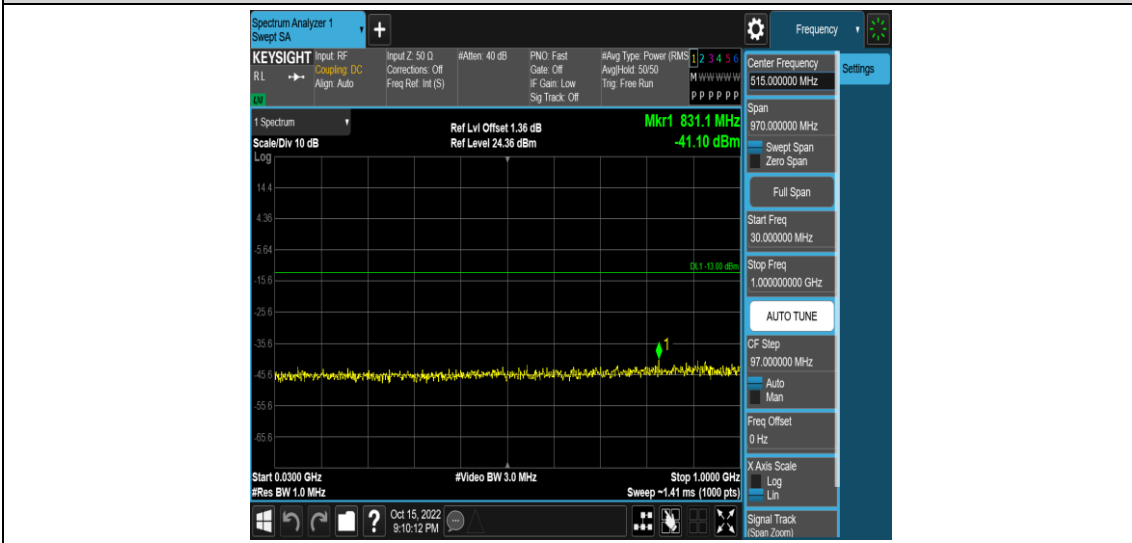 Spectrum Analyzer 1
Swept SA
+
Frequency
KEYSIGHT
RL
LXI
Input: RF
Coupling: DC
Align: Auto
Input Z: 50 Ω
Corrections: Off
Freq Ref: Int (S)
#Atten: 40 dB
PNO: Fast
Gate: Off
IF Gain: Low
Sig Track: Off
#Avg Type: Power (RMS
Avg|Hold: 50/50
Trig: Free Run
1 2 3 4 5 6
M W W W W W
P P P P P P
Settings
1 Spectrum
Scale/Div 10 dB
Log
Ref Lvl Offset 1.36 dB
Ref Level 24.36 dBm
Mkr1 831.1 MHz
-41.10 dBm
14.4
4.36
-5.64
DL1 -13.00 dBm
-15.6
-25.6
-35.6
1
-45.6
-55.6
-65.6
Start 0.0300 GHz
#Video BW 3.0 MHz
Stop 1.0000 GHz
#Res BW 1.0 MHz
Sweep ~1.41 ms (1000 pts)
Center Frequency
515.000000 MHz
Span
970.000000 MHz
Swept Span
Zero Span
Full Span
Start Freq
30.000000 MHz
Stop Freq
1.000000000 GHz
AUTO TUNE
CF Step
97.000000 MHz
Auto
Man
Freq Offset
0 Hz
X Axis Scale
Log
Lin
Signal Track
(Span Zoom)
?
Oct 15, 2022
9:10:12 PM